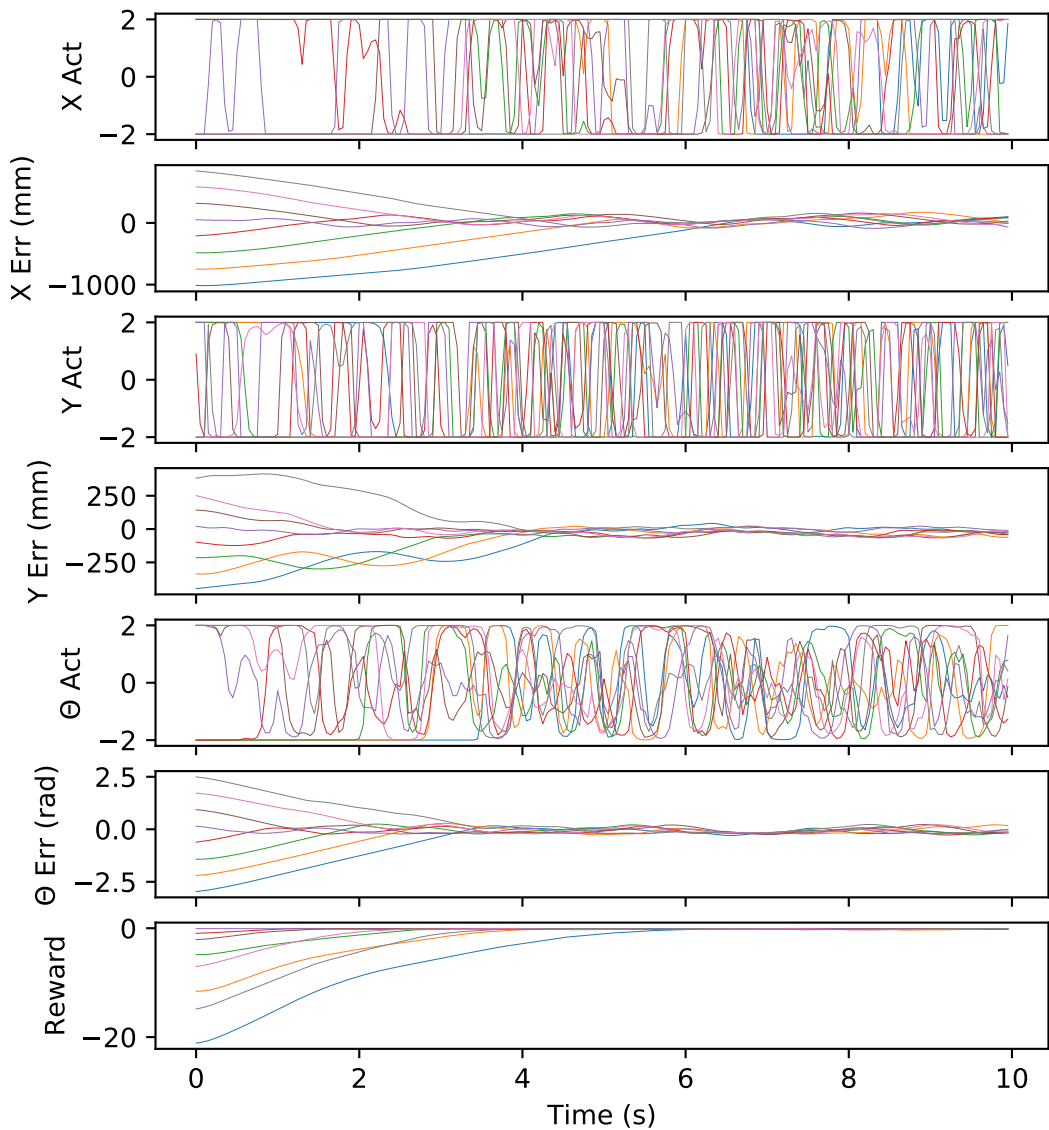 2
0
−2
X Act
0
−1000
X Err (mm)
2
0
−2
Y Act
250
0
−250
Y Err (mm)
2
0
−2
Θ Act
2.5
0.0
−2.5
Θ Err (rad)
0
−20
Reward
0 2 4 6 8 10
Time (s)